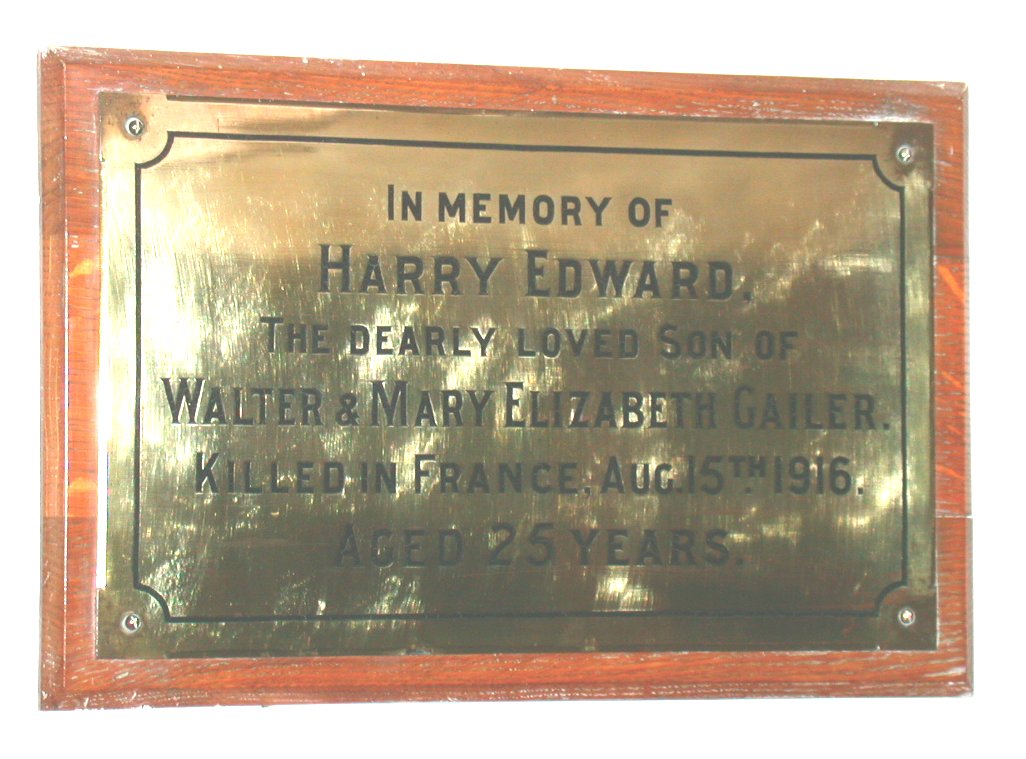 IN MEMORY OF
HARRY EDWARD,
THE DEARLY LOVED SON OF
WALTER & MARY ELIZABETH GAILER.
KILLED IN FRANCE, AUG. 15TH 1916.
AGED 25 YEARS.